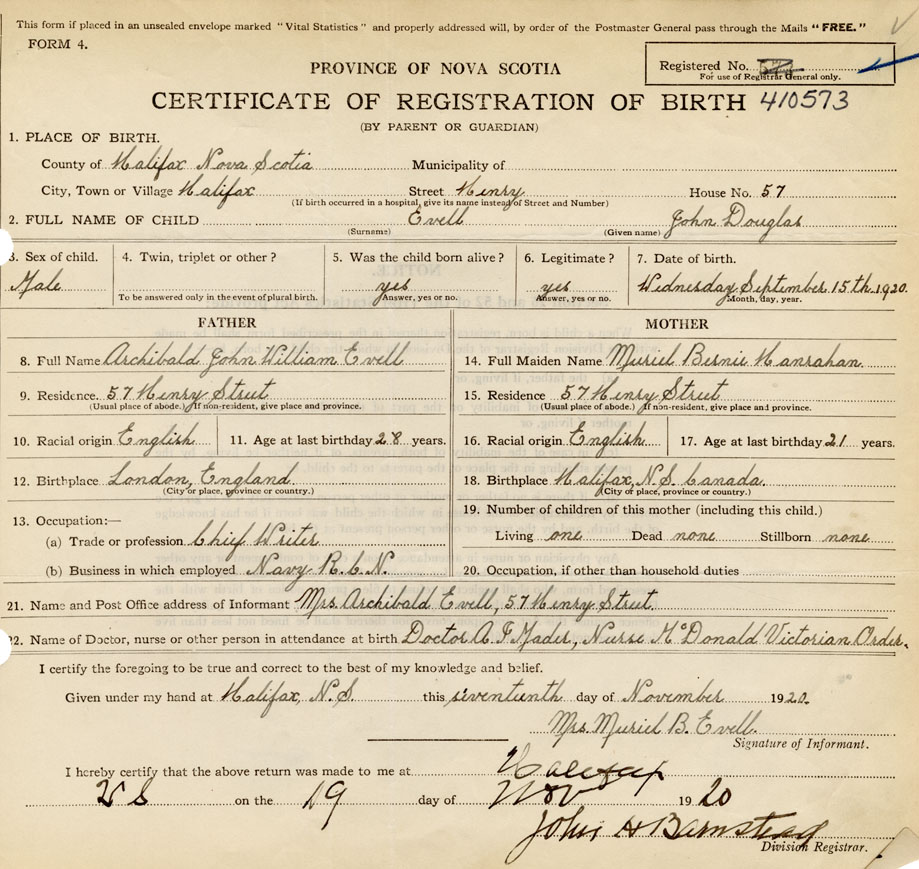 This form if placed in an unsealed envelope marked "Vital Statistics" and properly addressed will, by order of the Postmaster General pass through the Mails "FREE."
FORM 4.
Registered No.
For use of Registrar General only.
PROVINCE OF NOVA SCOTIA
CERTIFICATE OF REGISTRATION OF BIRTH 410573
(BY PARENT OR GUARDIAN)
1. PLACE OF BIRTH.
County of Halifax Nova Scotia Municipality of
City, Town or Village Halifax Street Henry House No. 57
(If birth occurred in a hospital, give its name instead of Street and Number)
2. FULL NAME OF CHILD Evell John Douglas
(Surname) (Given name)
3. Sex of child. 4. Twin, triplet or other? 5. Was the child born alive? 6. Legitimate? 7. Date of birth.
Male yes yes Wednesday September 15th 1920.
To be answered only in the event of plural birth. Answer, yes or no. Answer, yes or no. Month, day, year.
FATHER MOTHER
8. Full Name Archibald John William Evell 14. Full Maiden Name Muriel Bernie Hanrahan.
9. Residence. 57 Henry Street 15. Residence 57 Henry Street
(Usual place of abode.) If non-resident, give place and province. (Usual place of abode.) If non-resident, give place and province.
10. Racial origin English 11. Age at last birthday 28 years. 16. Racial origin English 17. Age at last birthday 21 years.
12. Birthplace London, England 18. Birthplace Halifax, N.S. Canada.
(City or place, province or country.) (City or place, province or country.)
13. Occupation:— 19. Number of children of this mother (including this child.)
(a) Trade or profession Chief Writer Living one Dead none Stillborn none
(b) Business in which employed Navy R.C.N. 20. Occupation, if other than household duties
21. Name and Post Office address of Informant Mrs. Archibald Evell, 57 Henry Street
22. Name of Doctor, nurse or other person in attendance at birth Doctor A F Mader, Nurse McDonald Victorian Order.
I certify the foregoing to be true and correct to the best of my knowledge and belief.
Given under my hand at Halifax, N.S. this seventeenth day of November 1920.
Mrs. Muriel B. Evell.
Signature of Informant.
I hereby certify that the above return was made to me at Halifax
NS on the 19 day of Nov 1920
John H Barnstead
Division Registrar.